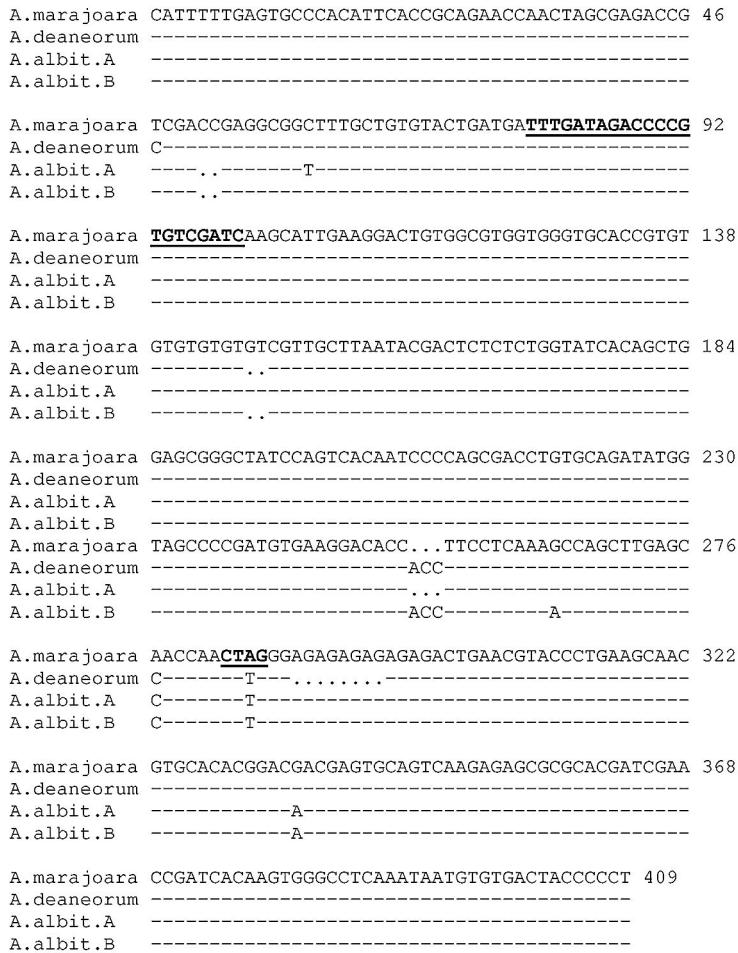 A.marajoara CATTTTTGAGTGCCCACATTCACCGCAGAACCAACTAGCGAGACCG 46
A.deaneorum ----------------------------------------------
A.albit.A ----------------------------------------------
A.albit.B ----------------------------------------------
A.marajoara TCGACCGAGGCGGCTTTGCTGTGTACTGATGATTTGATAGACCCCG 92
A.deaneorum C---------------------------------------------
A.albit.A ----..-------T--------------------------------
A.albit.B ----..----------------------------------------
A.marajoara TGTCGATCAAGCATTGAAGGACTGTGGCGTGGTGGGTGCACCGTGT 138
A.deaneorum ----------------------------------------------
A.albit.A ----------------------------------------------
A.albit.B ----------------------------------------------
A.marajoara GTGTGTGTGTCGTTGCTTAATACGACTCTCTCTGGTATCACAGCTG 184
A.deaneorum --------..------------------------------------
A.albit.A ----------------------------------------------
A.albit.B --------..------------------------------------
A.marajoara GAGCGGGCTATCCAGTCACAATCCCCAGCGACCTGTGCAGATATGG 230
A.deaneorum ----------------------------------------------
A.albit.A ----------------------------------------------
A.albit.B ----------------------------------------------
A.marajoara TAGCCCCGATGTGAAGGACACC...TTCCTCAAAGCCAGCTTGAGC 276
A.deaneorum ----------------------ACC---------------------
A.albit.A ----------------------...---------------------
A.albit.B ----------------------ACC---------A-----------
A.marajoara AACCAACTAGGGAGAGAGAGAGAGACTGAACGTACCCTGAAGCAAC 322
A.deaneorum C-------T---........--------------------------
A.albit.A C-------T-------------------------------------
A.albit.B C-------T-------------------------------------
A.marajoara GTGCACACGGACGACGAGTGCAGTCAAGAGAGCGCGCACGATCGAA 368
A.deaneorum ----------------------------------------------
A.albit.A ------------A---------------------------------
A.albit.B ------------A---------------------------------
A.marajoara CCGATCACAAGTGGGCCTCAAATAATGTGTGACTACCCCCT 409
A.deaneorum -----------------------------------------
A.albit.A -----------------------------------------
A.albit.B -----------------------------------------